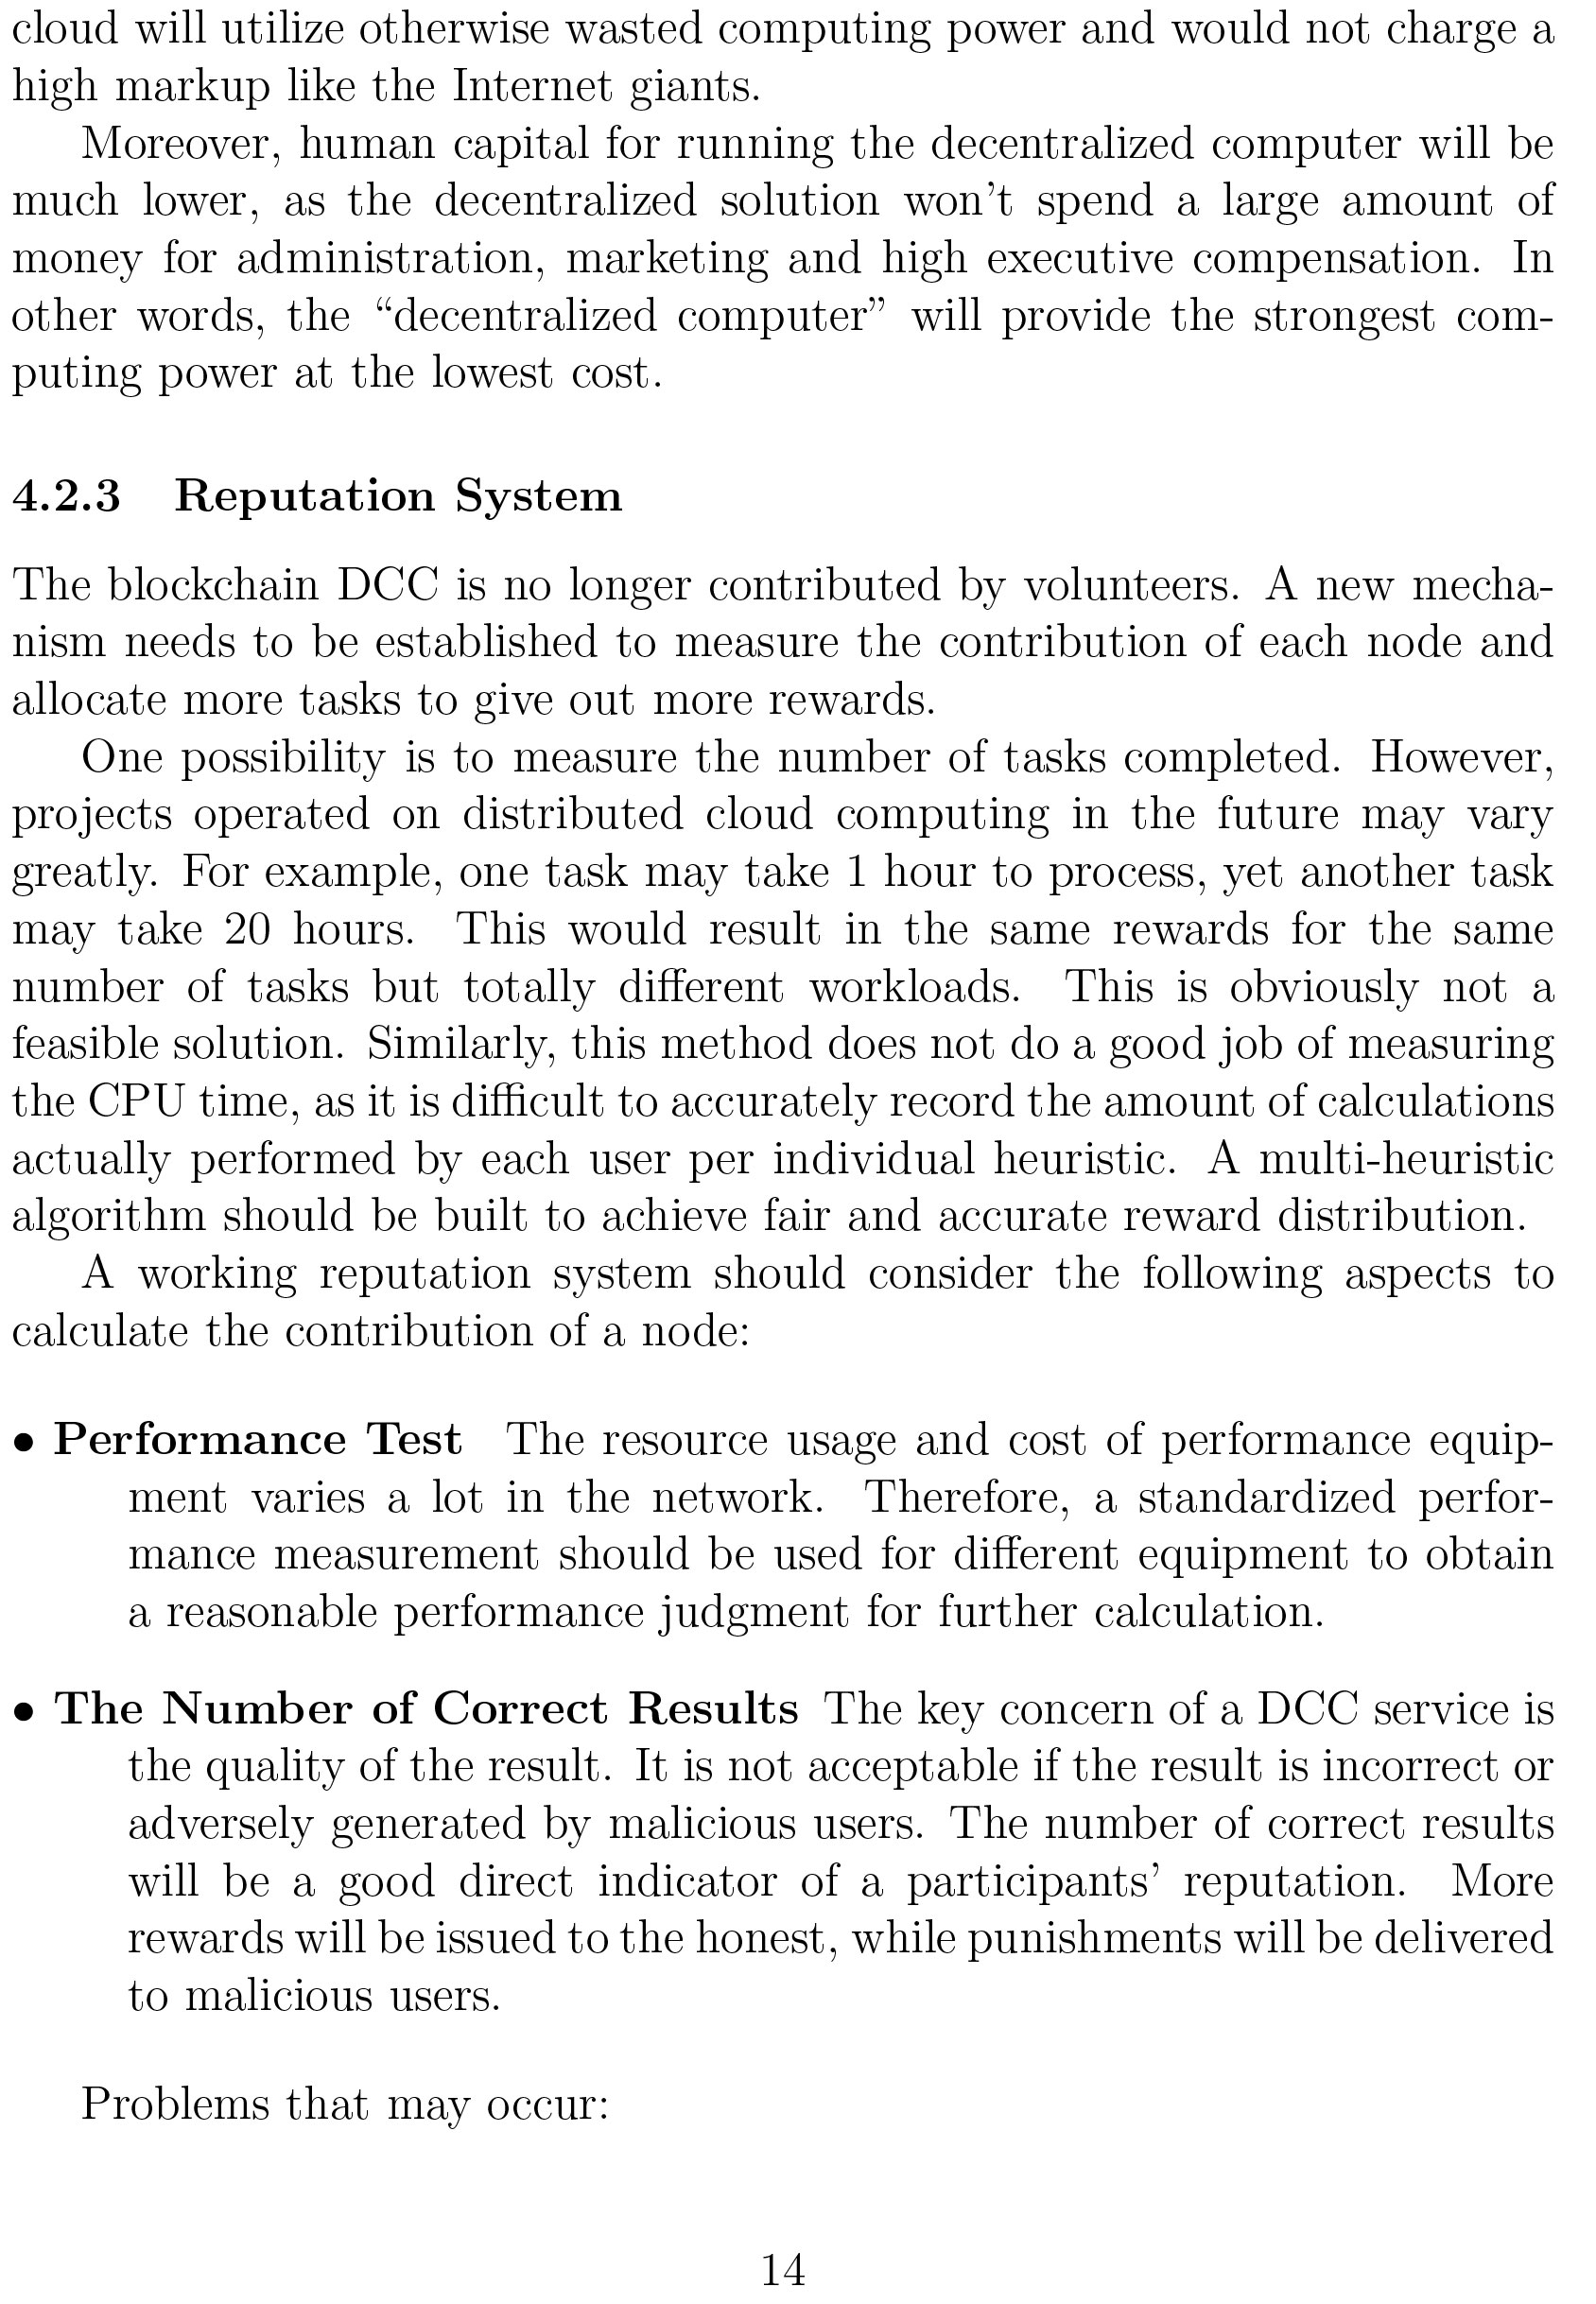 cloud will utilize otherwise wasted computing power and would not charge a
high markup like the Internet giants.
Moreover, human capital for running the decentralized computer will be
much lower, as the decentralized solution won’t spend a large amount of
money for administration, marketing and high executive compensation. In
other words, the “decentralized computer” will provide the strongest com-
puting power at the lowest cost.
4.2.3 Reputation System
The blockchain DCC is no longer contributed by volunteers. A new mecha-
nism needs to be established to measure the contribution of each node and
allocate more tasks to give out more rewards.
One possibility is to measure the number of tasks completed. However,
projects operated on distributed cloud computing in the future may vary
greatly. For example, one task may take 1 hour to process, yet another task
may take 20 hours. This would result in the same rewards for the same
number of tasks but totally different workloads. This is obviously not a
feasible solution. Similarly, this method does not do a good job of measuring
the CPU time, as it is difficult to accurately record the amount of calculations
actually performed by each user per individual heuristic. A multi-heuristic
algorithm should be built to achieve fair and accurate reward distribution.
A working reputation system should consider the following aspects to
calculate the contribution of a node:
• Performance Test The resource usage and cost of performance equip-
ment varies a lot in the network. Therefore, a standardized perfor-
mance measurement should be used for different equipment to obtain
a reasonable performance judgment for further calculation.
• The Number of Correct Results The key concern of a DCC service is
the quality of the result. It is not acceptable if the result is incorrect or
adversely generated by malicious users. The number of correct results
will be a good direct indicator of a participants’ reputation. More
rewards will be issued to the honest, while punishments will be delivered
to malicious users.
Problems that may occur:
14